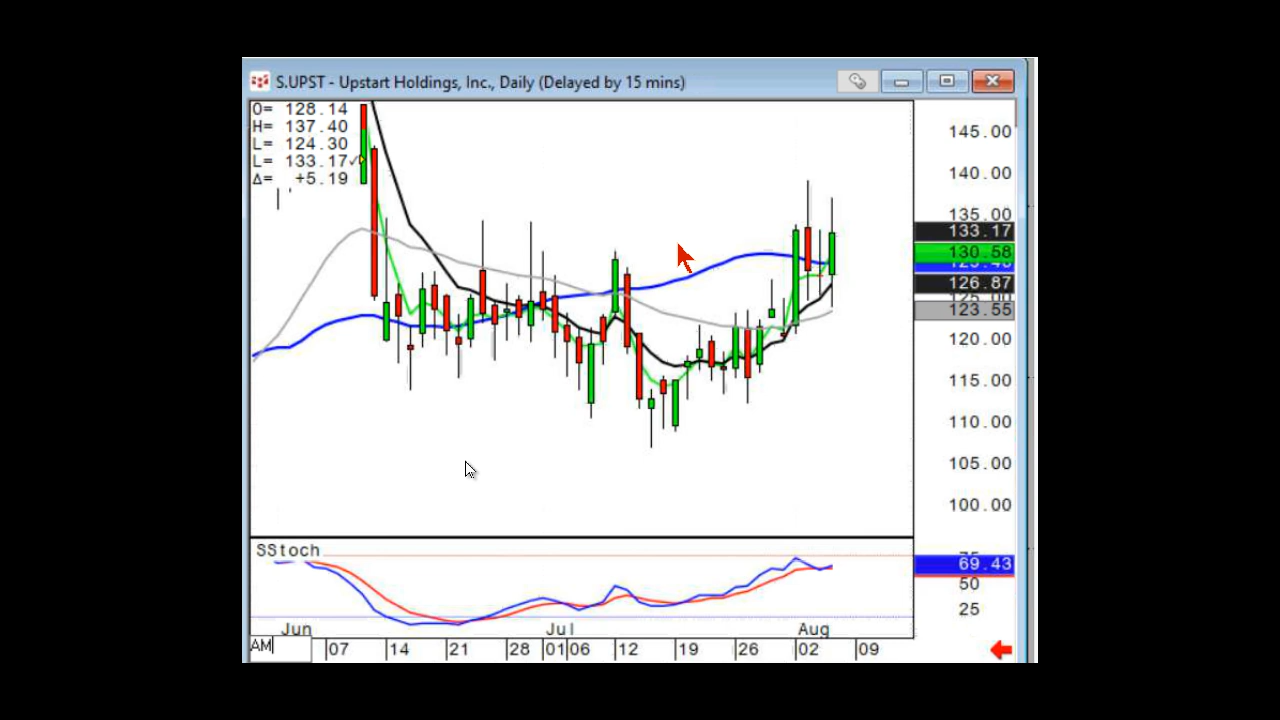 S.UPST - Upstart Holdings, Inc., Daily (Delayed by 15 mins)
O= 128.14
H= 137.40
L= 124.30
L= 133.17
Δ= +5.19
145.00
140.00
135.00
133.17
130.58
126.87
125.00
123.55
120.00
115.00
110.00
105.00
100.00
SStoch
75
69.43
50
25
Jun Jul Aug
AM 07 14 21 28 01 06 12 19 26 02 09